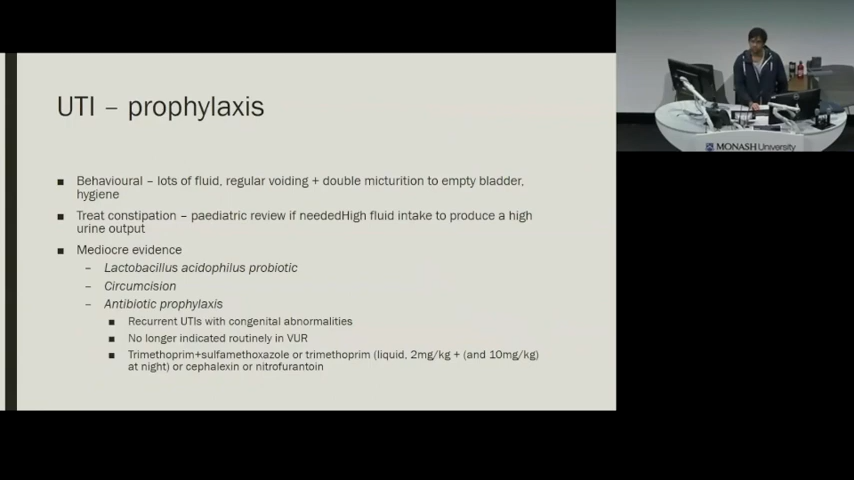 UTI – prophylaxis
Behavioural – lots of fluid, regular voiding + double micturition to empty bladder,
hygiene
Treat constipation – paediatric review if neededHigh fluid intake to produce a high
urine output
Mediocre evidence
– Lactobacillus acidophilus probiotic
– Circumcision
– Antibiotic prophylaxis
Recurrent UTIs with congenital abnormalities
No longer indicated routinely in VUR
Trimethoprim+sulfamethoxazole or trimethoprim (liquid, 2mg/kg + (and 10mg/kg)
at night) or cephalexin or nitrofurantoin
MONASH University